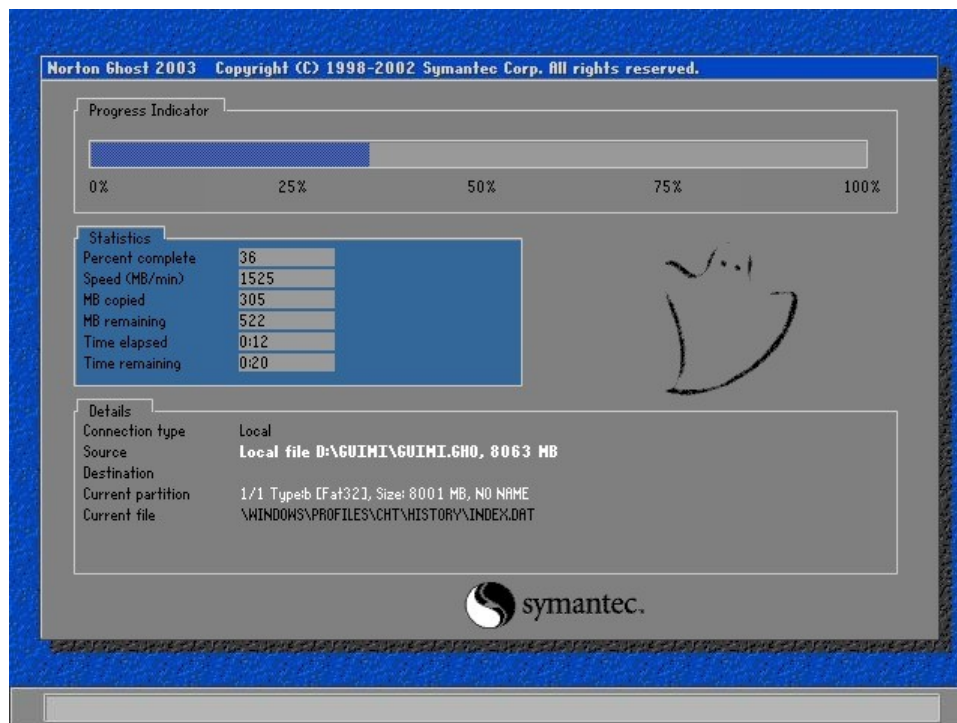 Norton Ghost 2003 Copyright (C) 1998-2002 Symantec Corp. All rights reserved.
Progress Indicator
0% 25% 50% 75% 100%
Statistics
Percent complete 36
Speed (MB/min) 1525
MB copied 305
MB remaining 522
Time elapsed 0:12
Time remaining 0:20
Details
Connection type Local
Source Local file D:\GUIMI\GUIMI.GHO, 8063 MB
Destination
Current partition 1/1 Type:b [Fat32], Size: 8001 MB, NO NAME
Current file \WINDOWS\PROFILES\CHT\HISTORY\INDEX.DAT
symantec.